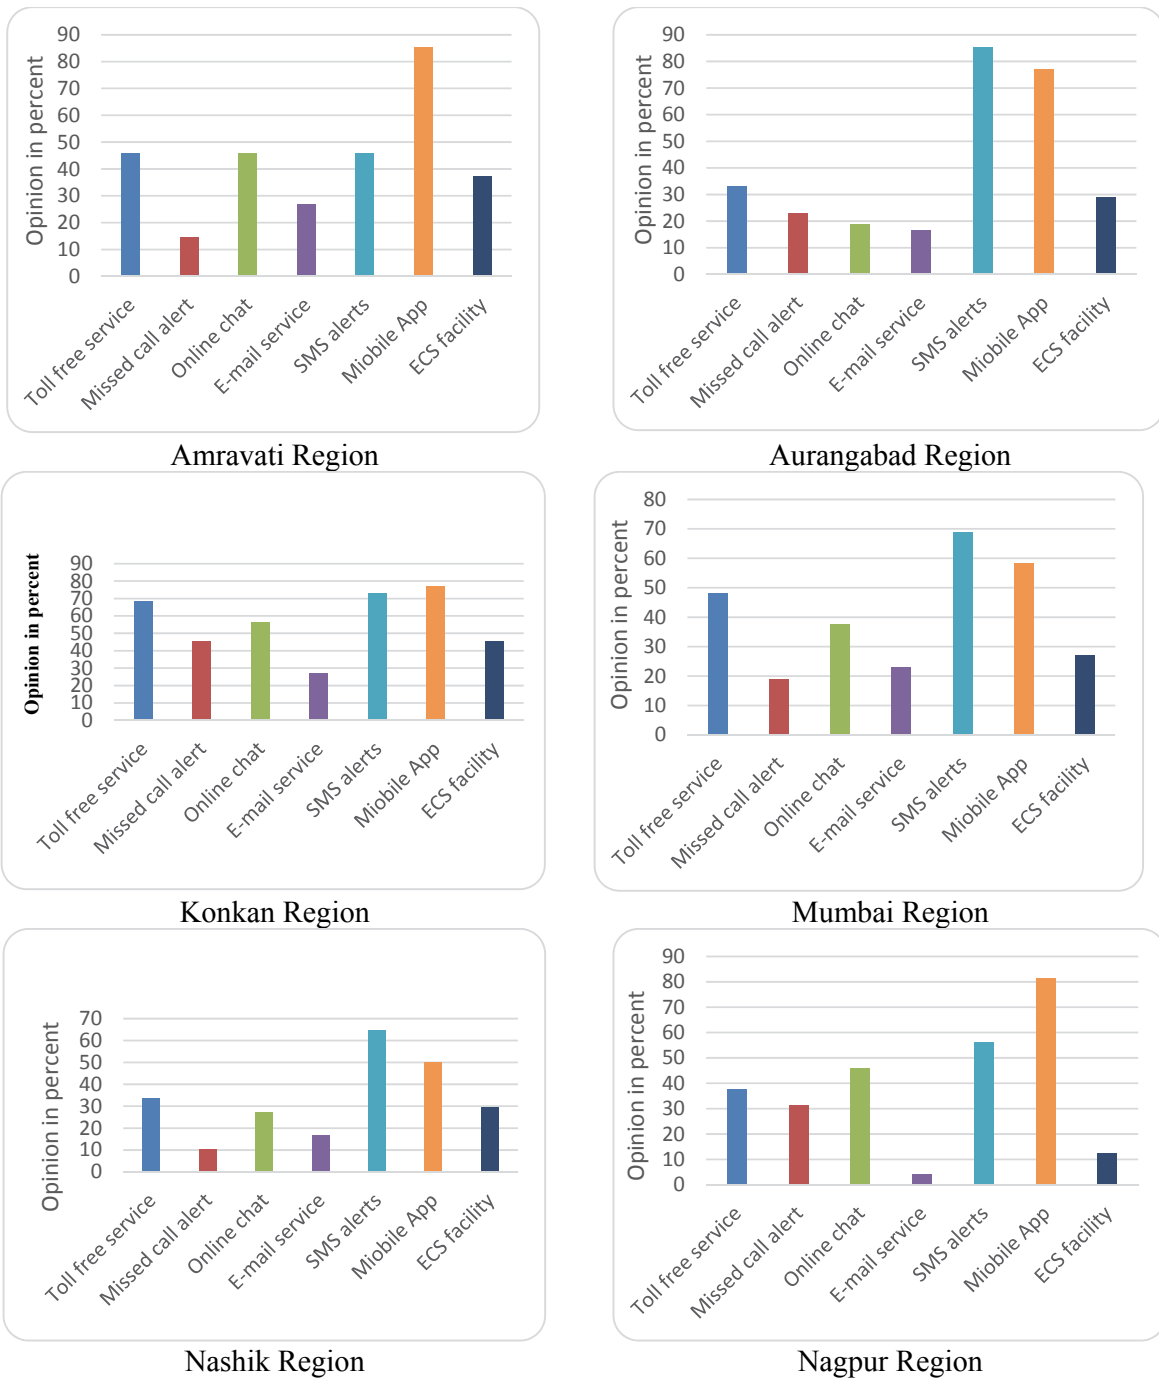 Opinion in percent
90
80
70
60
50
40
30
20
10
0
Toll free service
Missed call alert
Online chat
E-mail service
SMS alerts
Miobile App
ECS facility
Amravati Region
Opinion in percent
90
80
70
60
50
40
30
20
10
0
Toll free service
Missed call alert
Online chat
E-mail service
SMS alerts
Miobile App
ECS facility
Aurangabad Region
Opinion in percent
90
80
70
60
50
40
30
20
10
0
Toll free service
Missed call alert
Online chat
E-mail service
SMS alerts
Miobile App
ECS facility
Konkan Region
Opinion in percent
80
70
60
50
40
30
20
10
0
Toll free service
Missed call alert
Online chat
E-mail service
SMS alerts
Miobile App
ECS facility
Mumbai Region
Opinion in percent
70
60
50
40
30
20
10
0
Toll free service
Missed call alert
Online chat
E-mail service
SMS alerts
Miobile App
ECS facility
Nashik Region
Opinion in percent
90
80
70
60
50
40
30
20
10
0
Toll free service
Missed call alert
Online chat
E-mail service
SMS alerts
Miobile App
ECS facility
Nagpur Region